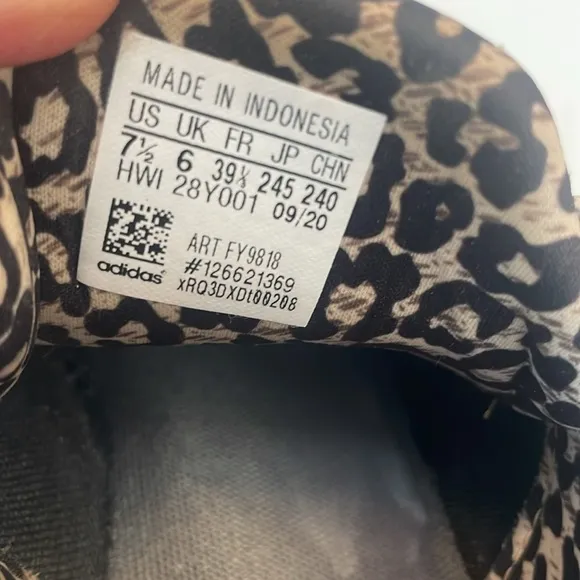 MADE IN INDONESIA
US UK FR JP CHN
7½ 6 39⅓ 245 240
HWI 28Y001 09/20
ART FY9818
#126621369
xRQ3DXDt00208
adidas